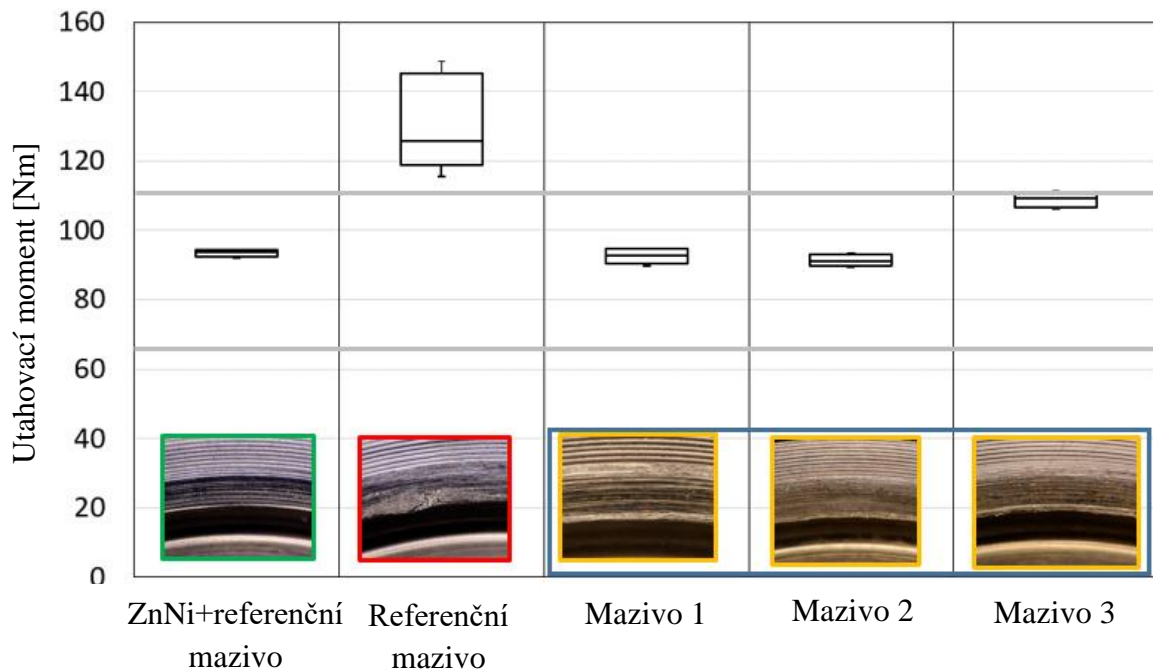 160
140
120
100
80
60
40
20
0
Utahovací moment [Nm]
ZnNi+referenční
mazivo
Referenční
mazivo
Mazivo 1
Mazivo 2
Mazivo 3